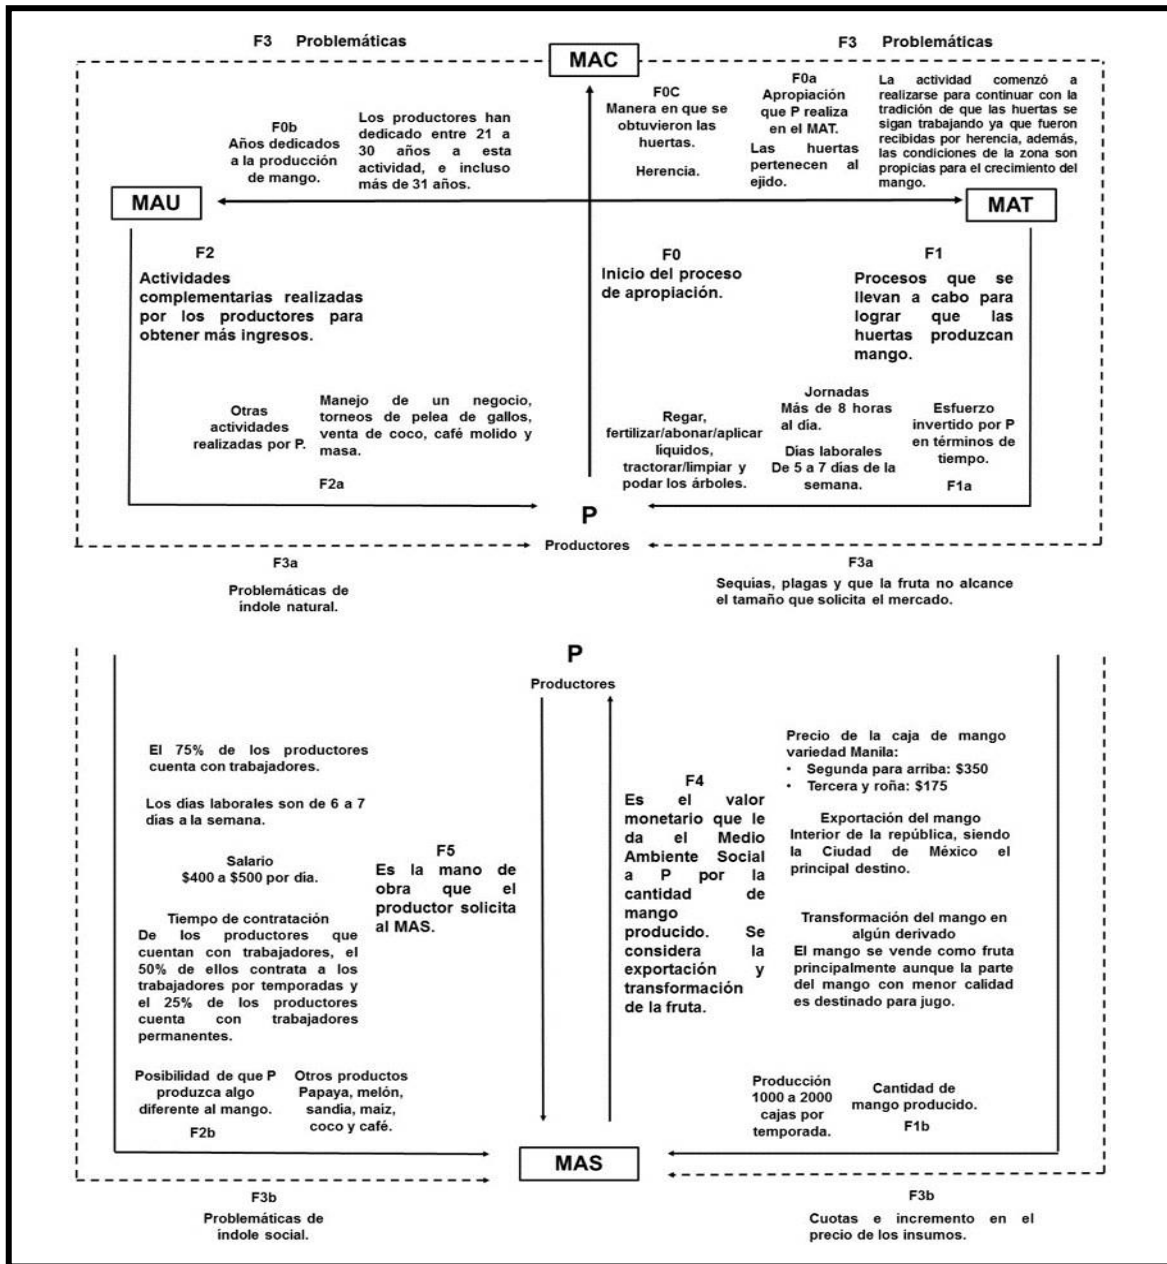 F3 Problemáticas
F3 Problemáticas
MAC
F0b
Años dedicados
a la producción
de mango.
Los productores han
dedicado entre 21 a
30 años a esta
actividad, e incluso
más de 31 años.
F0C
Manera en que se
obtuvieron las
huertas.
Herencia.
F0a
Apropiación
que P realiza
en el MAT.
Las huertas
pertenecen al
ejido.
La actividad comenzó a
realizarse para continuar con la
tradición de que las huertas se
sigan trabajando ya que fueron
recibidas por herencia, además,
las condiciones de la zona son
propicias para el crecimiento del
mango.
MAU
MAT
F2
Actividades
complementarias realizadas
por los productores para
obtener más ingresos.
F0
Inicio del proceso
de apropiación.
F1
Procesos que se
llevan a cabo para
lograr que las
huertas produzcan
mango.
Otras
actividades
realizadas por P.
Manejo de un negocio,
torneos de pelea de gallos,
venta de coco, café molido y
masa.
F2a
Regar,
fertilizar/abonar/aplicar
líquidos,
tractorar/limpiar y
podar los árboles.
Jornadas
Más de 8 horas
al día.
Días laborales
De 5 a 7 días de la
semana.
Esfuerzo
invertido por P
en términos de
tiempo.
F1a
P
Productores
F3a
Problemáticas de
índole natural.
F3a
Sequías, plagas y que la fruta no alcance
el tamaño que solicita el mercado.
P
Productores
El 75% de los productores
cuenta con trabajadores.
Los días laborales son de 6 a 7
días a la semana.
Salario
$400 a $500 por día.
Tiempo de contratación
De los productores que
cuentan con trabajadores, el
50% de ellos contrata a los
trabajadores por temporadas y
el 25% de los productores
cuenta con trabajadores
permanentes.
F5
Es la mano de
obra que el
productor solicita
al MAS.
F4
Es el valor
monetario que le
da el Medio
Ambiente Social
a P por la
cantidad de
mango
producido. Se
considera la
exportación y
transformación
de la fruta.
Precio de la caja de mango
variedad Manila:
• Segunda para arriba: $350
• Tercera y roña: $175
Exportación del mango
Interior de la república, siendo
la Ciudad de México el
principal destino.
Transformación del mango en
algún derivado
El mango se vende como fruta
principalmente aunque la parte
del mango con menor calidad
es destinado para jugo.
Posibilidad de que P
produzca algo
diferente al mango.
F2b
Otros productos
Papaya, melón,
sandía, maíz,
coco y café.
Producción
1000 a 2000
cajas por
temporada.
Cantidad de
mango producido.
F1b
MAS
F3b
Problemáticas de
índole social.
F3b
Cuotas e incremento en el
precio de los insumos.